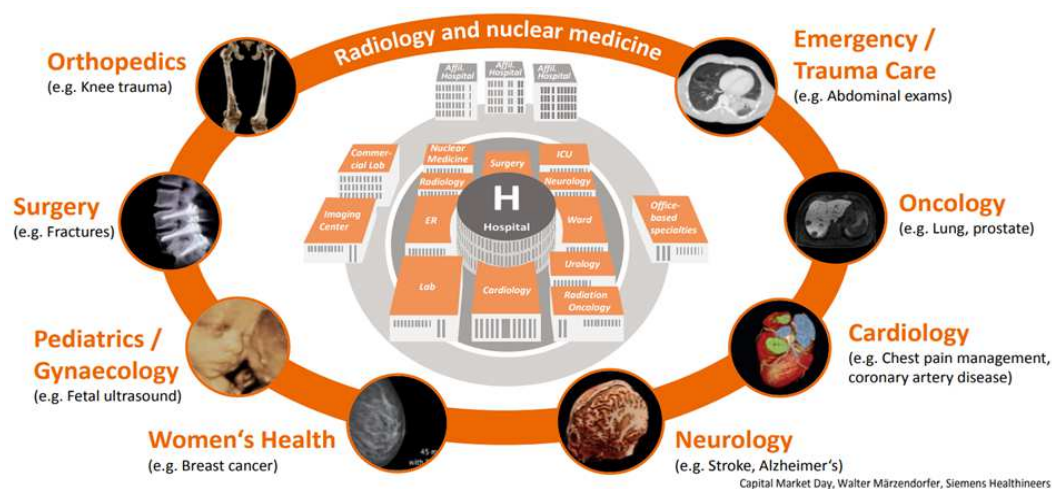 Radiology and nuclear medicine
Orthopedics
(e.g. Knee trauma)
Emergency /
Trauma Care
(e.g. Abdominal exams)
Affil.
Hospital
Affil.
Hospital
Affil.
Hospital
Commer-
cial Lab
Nuclear
Medicine
Surgery
ICU
Radiology
Neurology
Imaging
Center
ER
H
Hospital
Ward
Office-
based
specialties
Lab
Cardiology
Urology
Radiation
Oncology
Surgery
(e.g. Fractures)
Oncology
(e.g. Lung, prostate)
Pediatrics /
Gynaecology
(e.g. Fetal ultrasound)
Cardiology
(e.g. Chest pain management,
coronary artery disease)
Women‘s Health
(e.g. Breast cancer)
45 m
with
Neurology
(e.g. Stroke, Alzheimer‘s)
Capital Market Day, Walter Märzendorfer, Siemens Healthineers